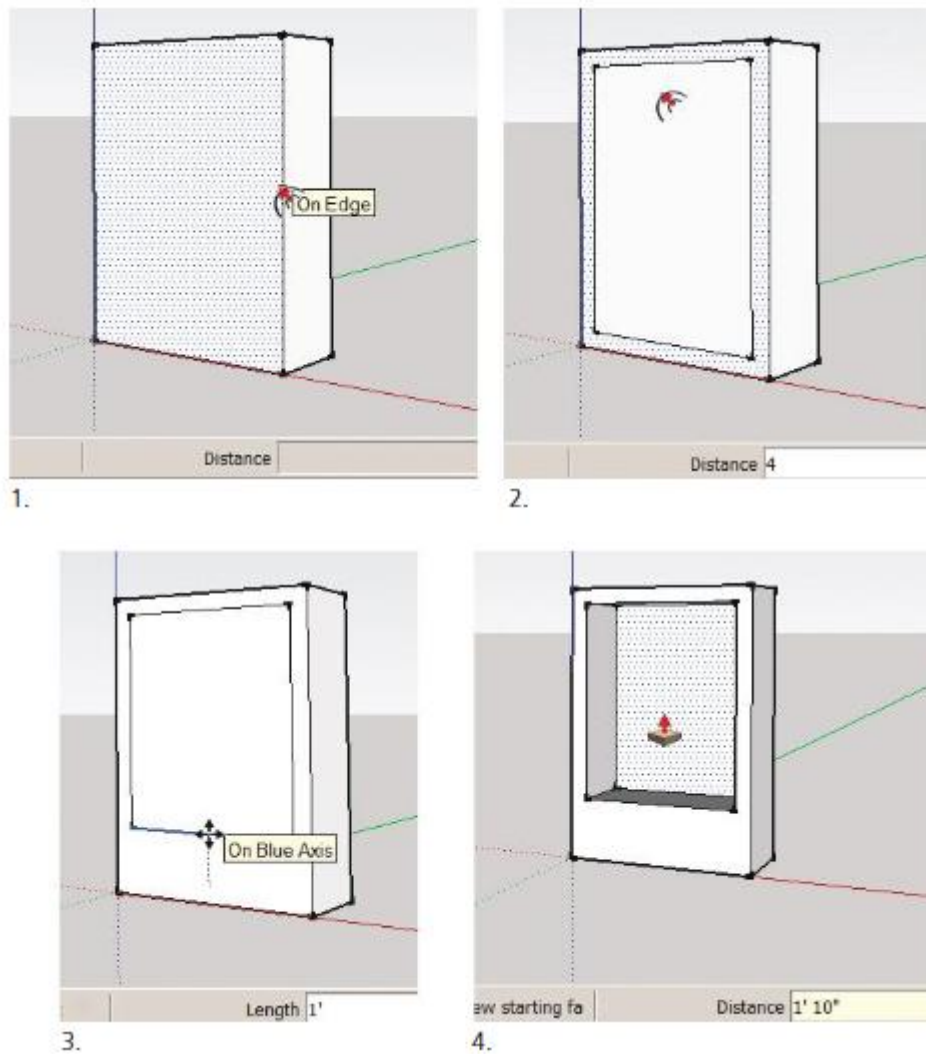 On Edge
Distance
1.
Distance 4
2.
On Blue Axis
Length 1'
3.
ew starting fa Distance 1' 10"
4.